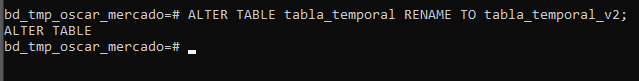 bd_tmp_oscar_mercado=# ALTER TABLE tabla_temporal RENAME TO tabla_temporal_v2;
ALTER TABLE
bd_tmp_oscar_mercado=#